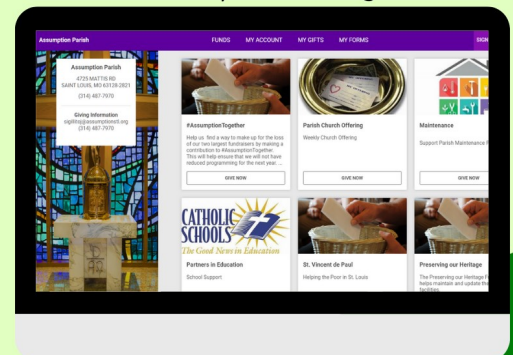 Assumption Parish
FUNDS MY ACCOUNT MY GIFTS MY FORMS SIGN
Assumption Parish
4725 MATTIS RD
SAINT LOUIS, MO 63128-2821
(314) 487-7970
Giving Information
(314) 487-7970
#AssumptionTogether
Help us find a way to make up for the loss
of our two largest fundraisers by making a
contribution to #AssumptionTogether.
This will help ensure that we will not have
reduced programming for the next year. ...
GIVE NOW
Parish Church Offering
Weekly Church Offering
GIVE NOW
Maintenance
Support Parish Maintenance F
GIVE NOW
CATHOLIC
SCHOOLS
The Good News in Education
Partners in Education
School Support
St. Vincent de Paul
Helping the Poor in St. Louis
Preserving our Heritage
The Preserving our Heritage F
helps maintain and update the
facilities.